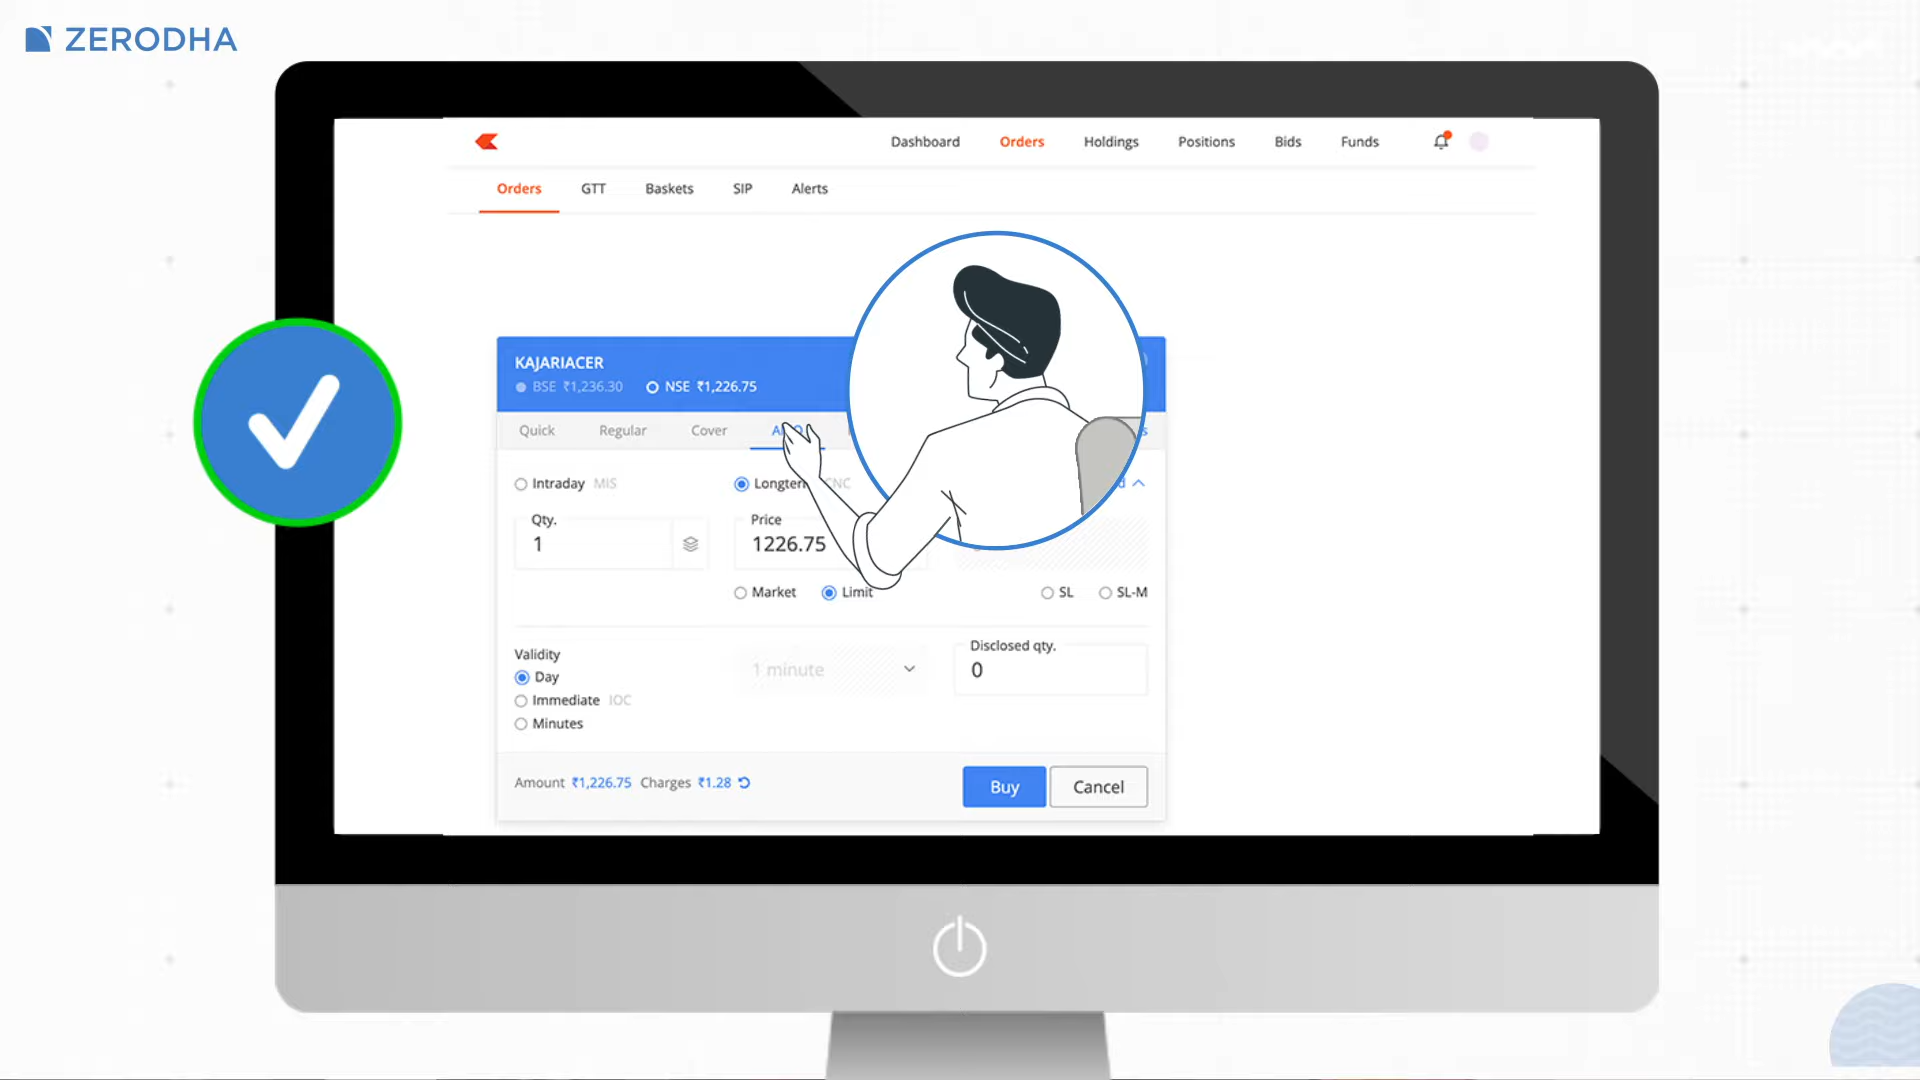 ZERODHA
Dashboard Orders Holdings Positions Bids Funds
Orders GTT Baskets SIP Alerts
KAJARIACER
BSE ₹1,236.30 NSE ₹1,226.75
Quick Regular Cover
Intraday MIS CNC
Qty.
1
Price
1226.75
Market Limit SL SL-M
Validity
Day
Immediate IOC
Minutes
1 minute
Disclosed qty.
0
Amount ₹1,226.75 Charges ₹1.28
Buy Cancel